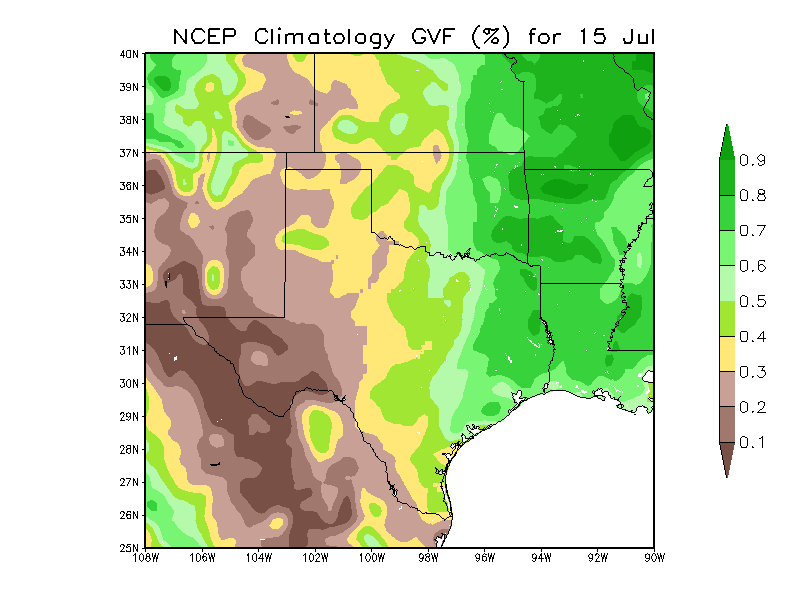 NCEP Climatology GVF (%) for 15 Jul
40N
39N
38N
37N
36N
35N
34N
33N
32N
31N
30N
29N
28N
27N
26N
25N
108W 106W 104W 102W 100W 98W 96W 94W 92W 90W
0.9
0.8
0.7
0.6
0.5
0.4
0.3
0.2
0.1